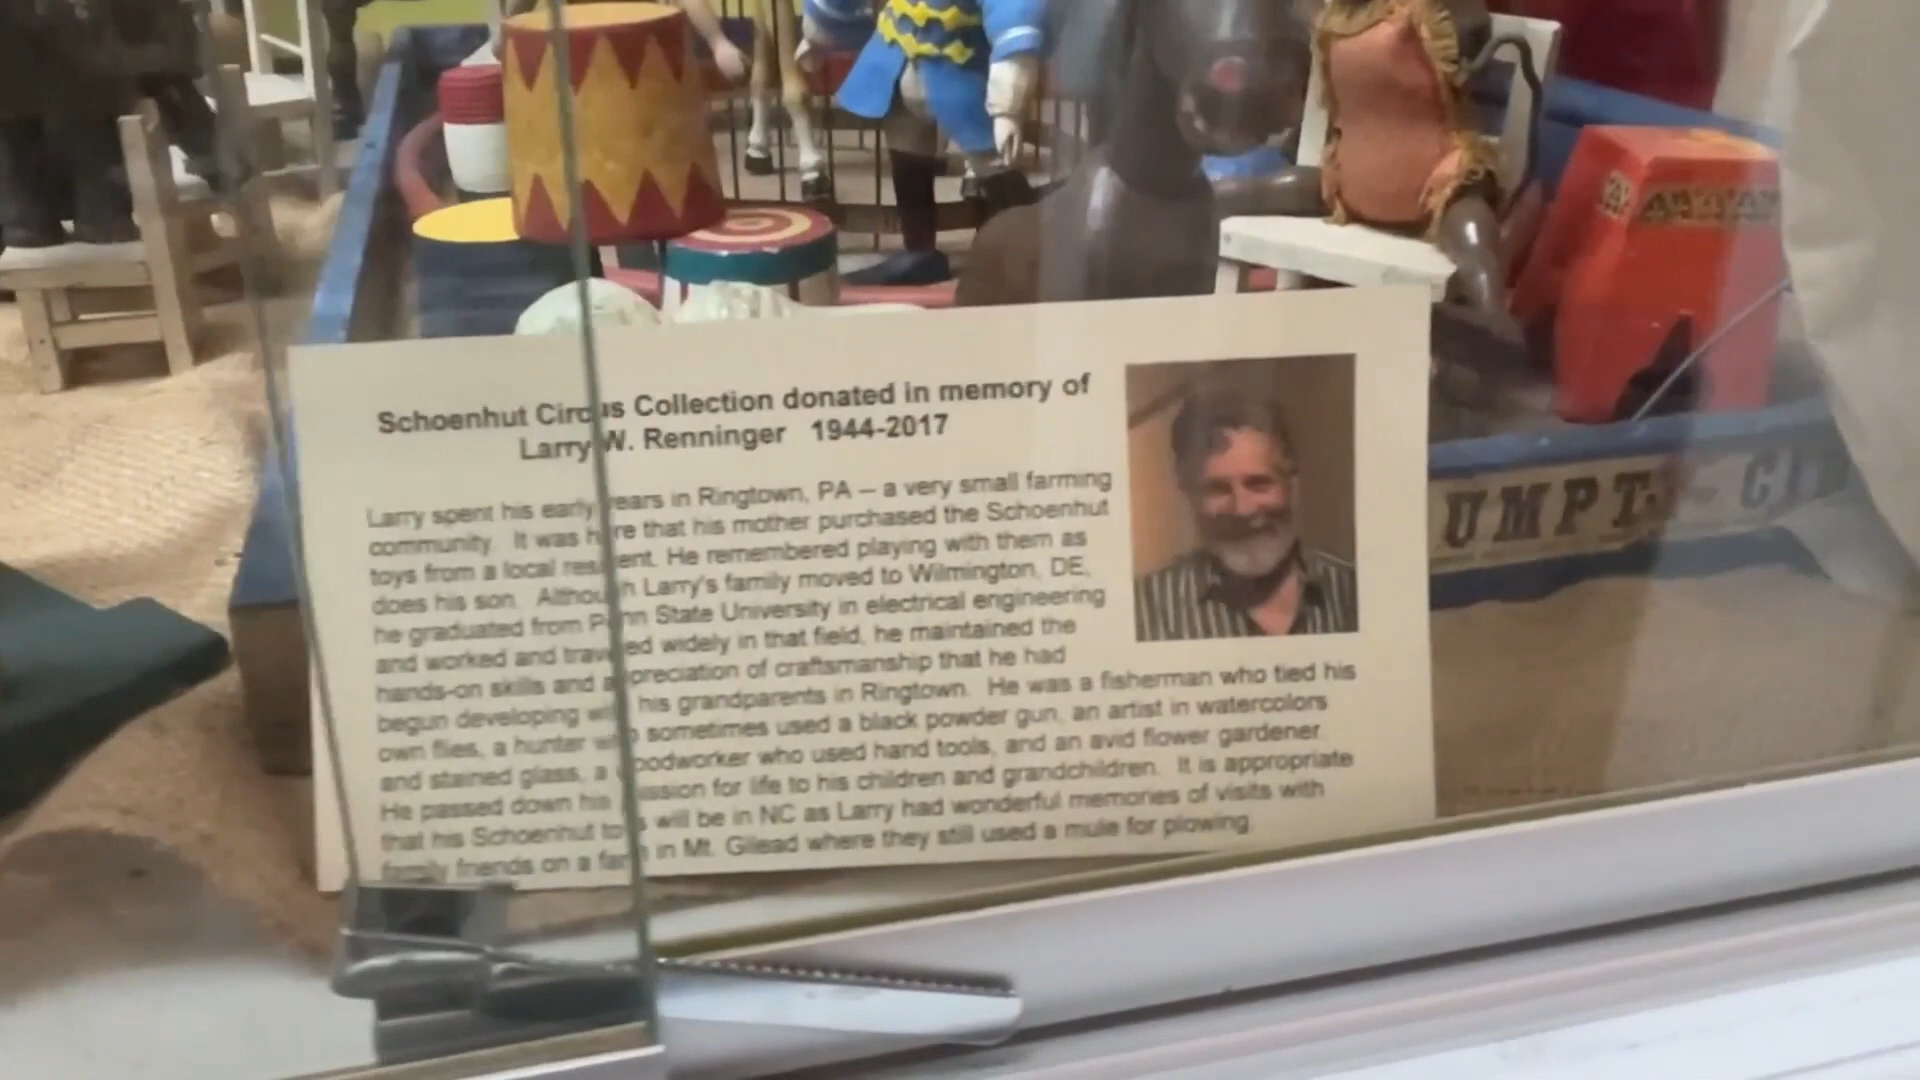 Schoenhut Circus Collection donated in memory of
Larry W. Renninger 1944-2017
Larry spent his early years in Ringtown, PA – a very small farming
community. It was here that his mother purchased the Schoenhut
toys from a local resident. He remembered playing with them as
does his son. Although Larry's family moved to Wilmington, DE,
he graduated from Penn State University in electrical engineering
and worked and traveled widely in that field, he maintained the
hands-on skills and appreciation of craftsmanship that he had
begun developing with his grandparents in Ringtown. He was a fisherman who tied his
own flies, a hunter who sometimes used a black powder gun, an artist in watercolors
and stained glass, a woodworker who used hand tools, and an avid flower gardener.
He passed down his passion for life to his children and grandchildren. It is appropriate
that his Schoenhut toys will be in NC as Larry had wonderful memories of visits with
family friends on a farm in Mt. Gilead where they still used a mule for plowing.
UMPT